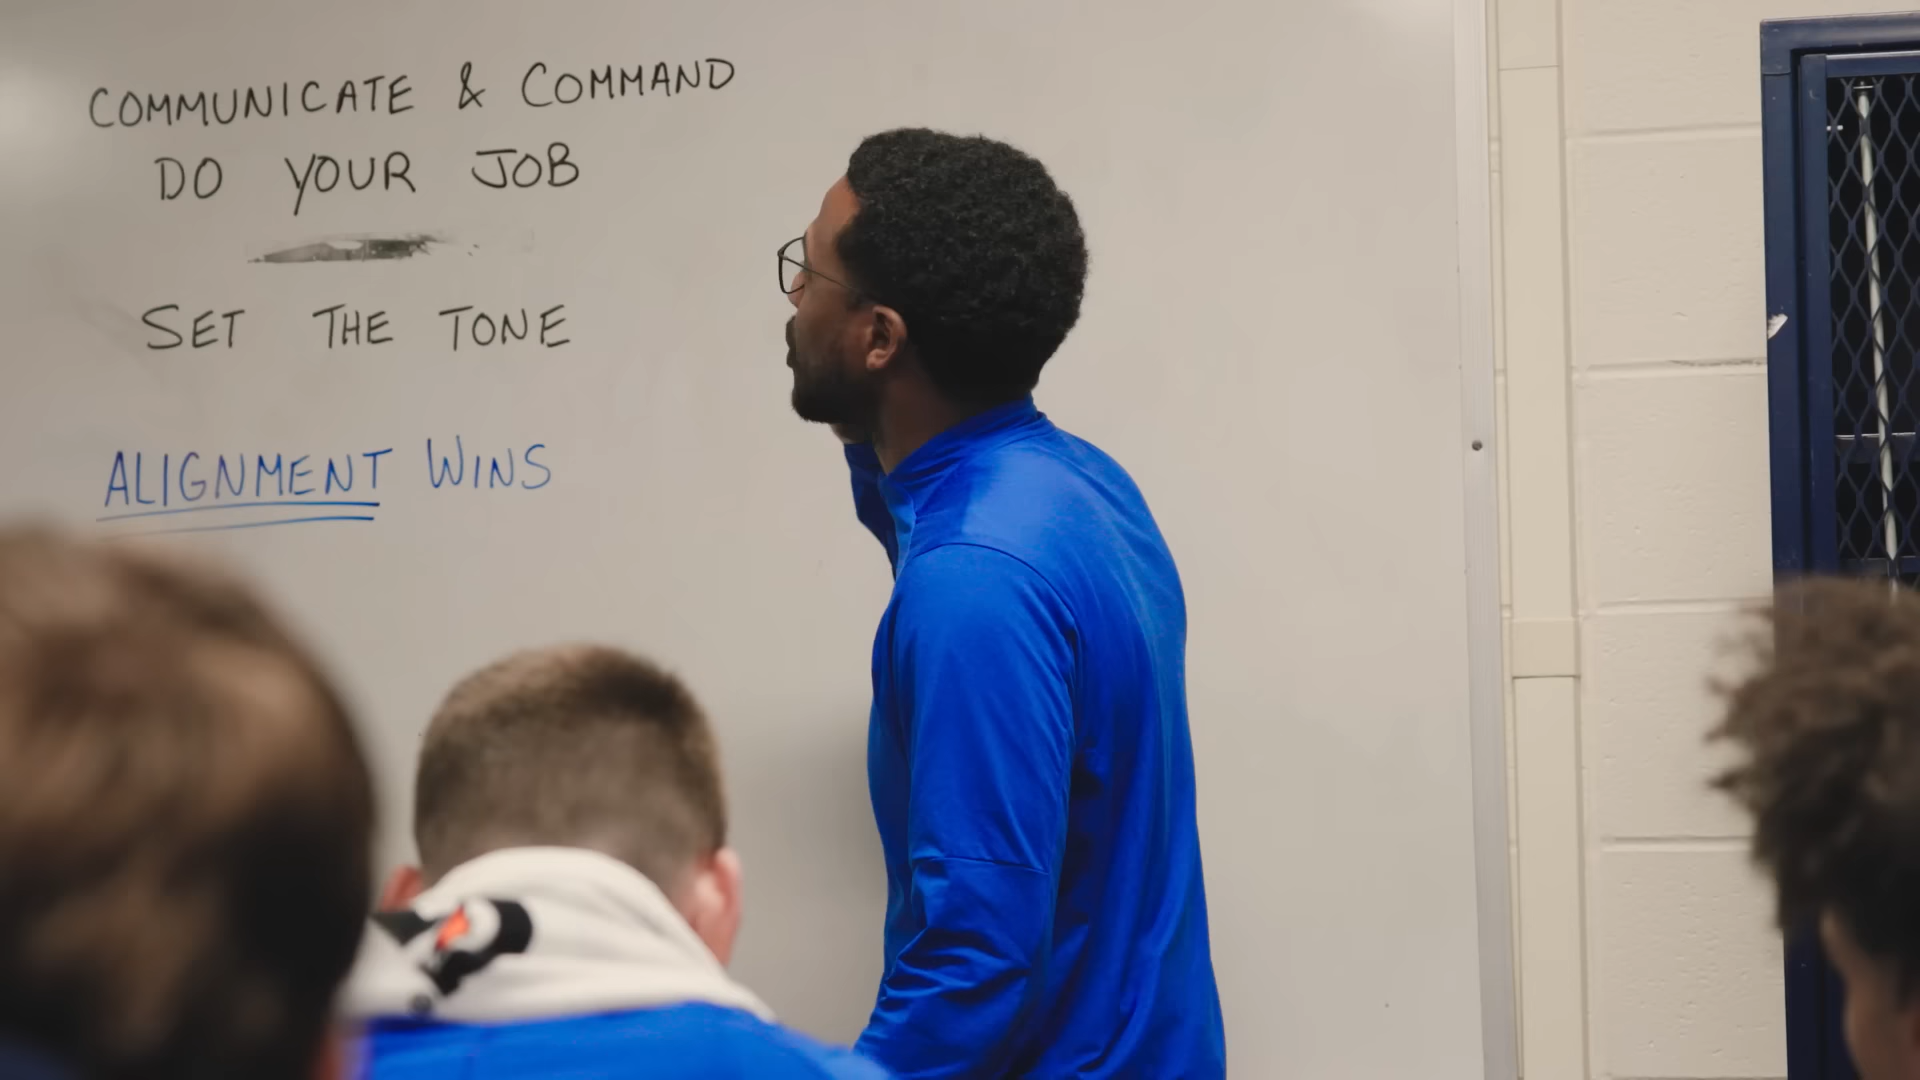 COMMUNICATE & COMMAND
DO YOUR JOB
SET THE TONE
ALIGNMENT WINS